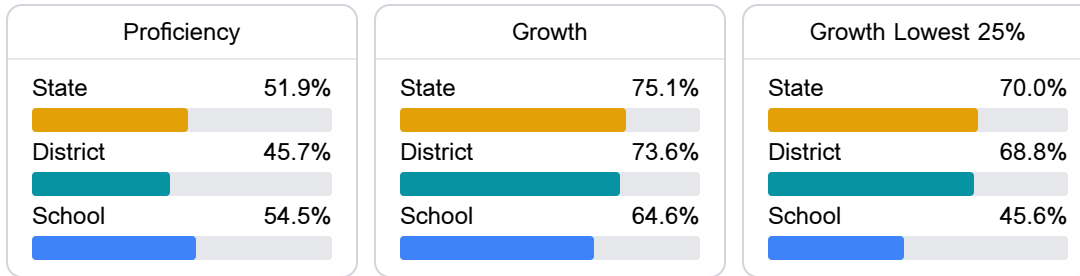 Proficiency
State 51.9%
District 45.7%
School 54.5%
Growth
State 75.1%
District 73.6%
School 64.6%
Growth Lowest 25%
State 70.0%
District 68.8%
School 45.6%